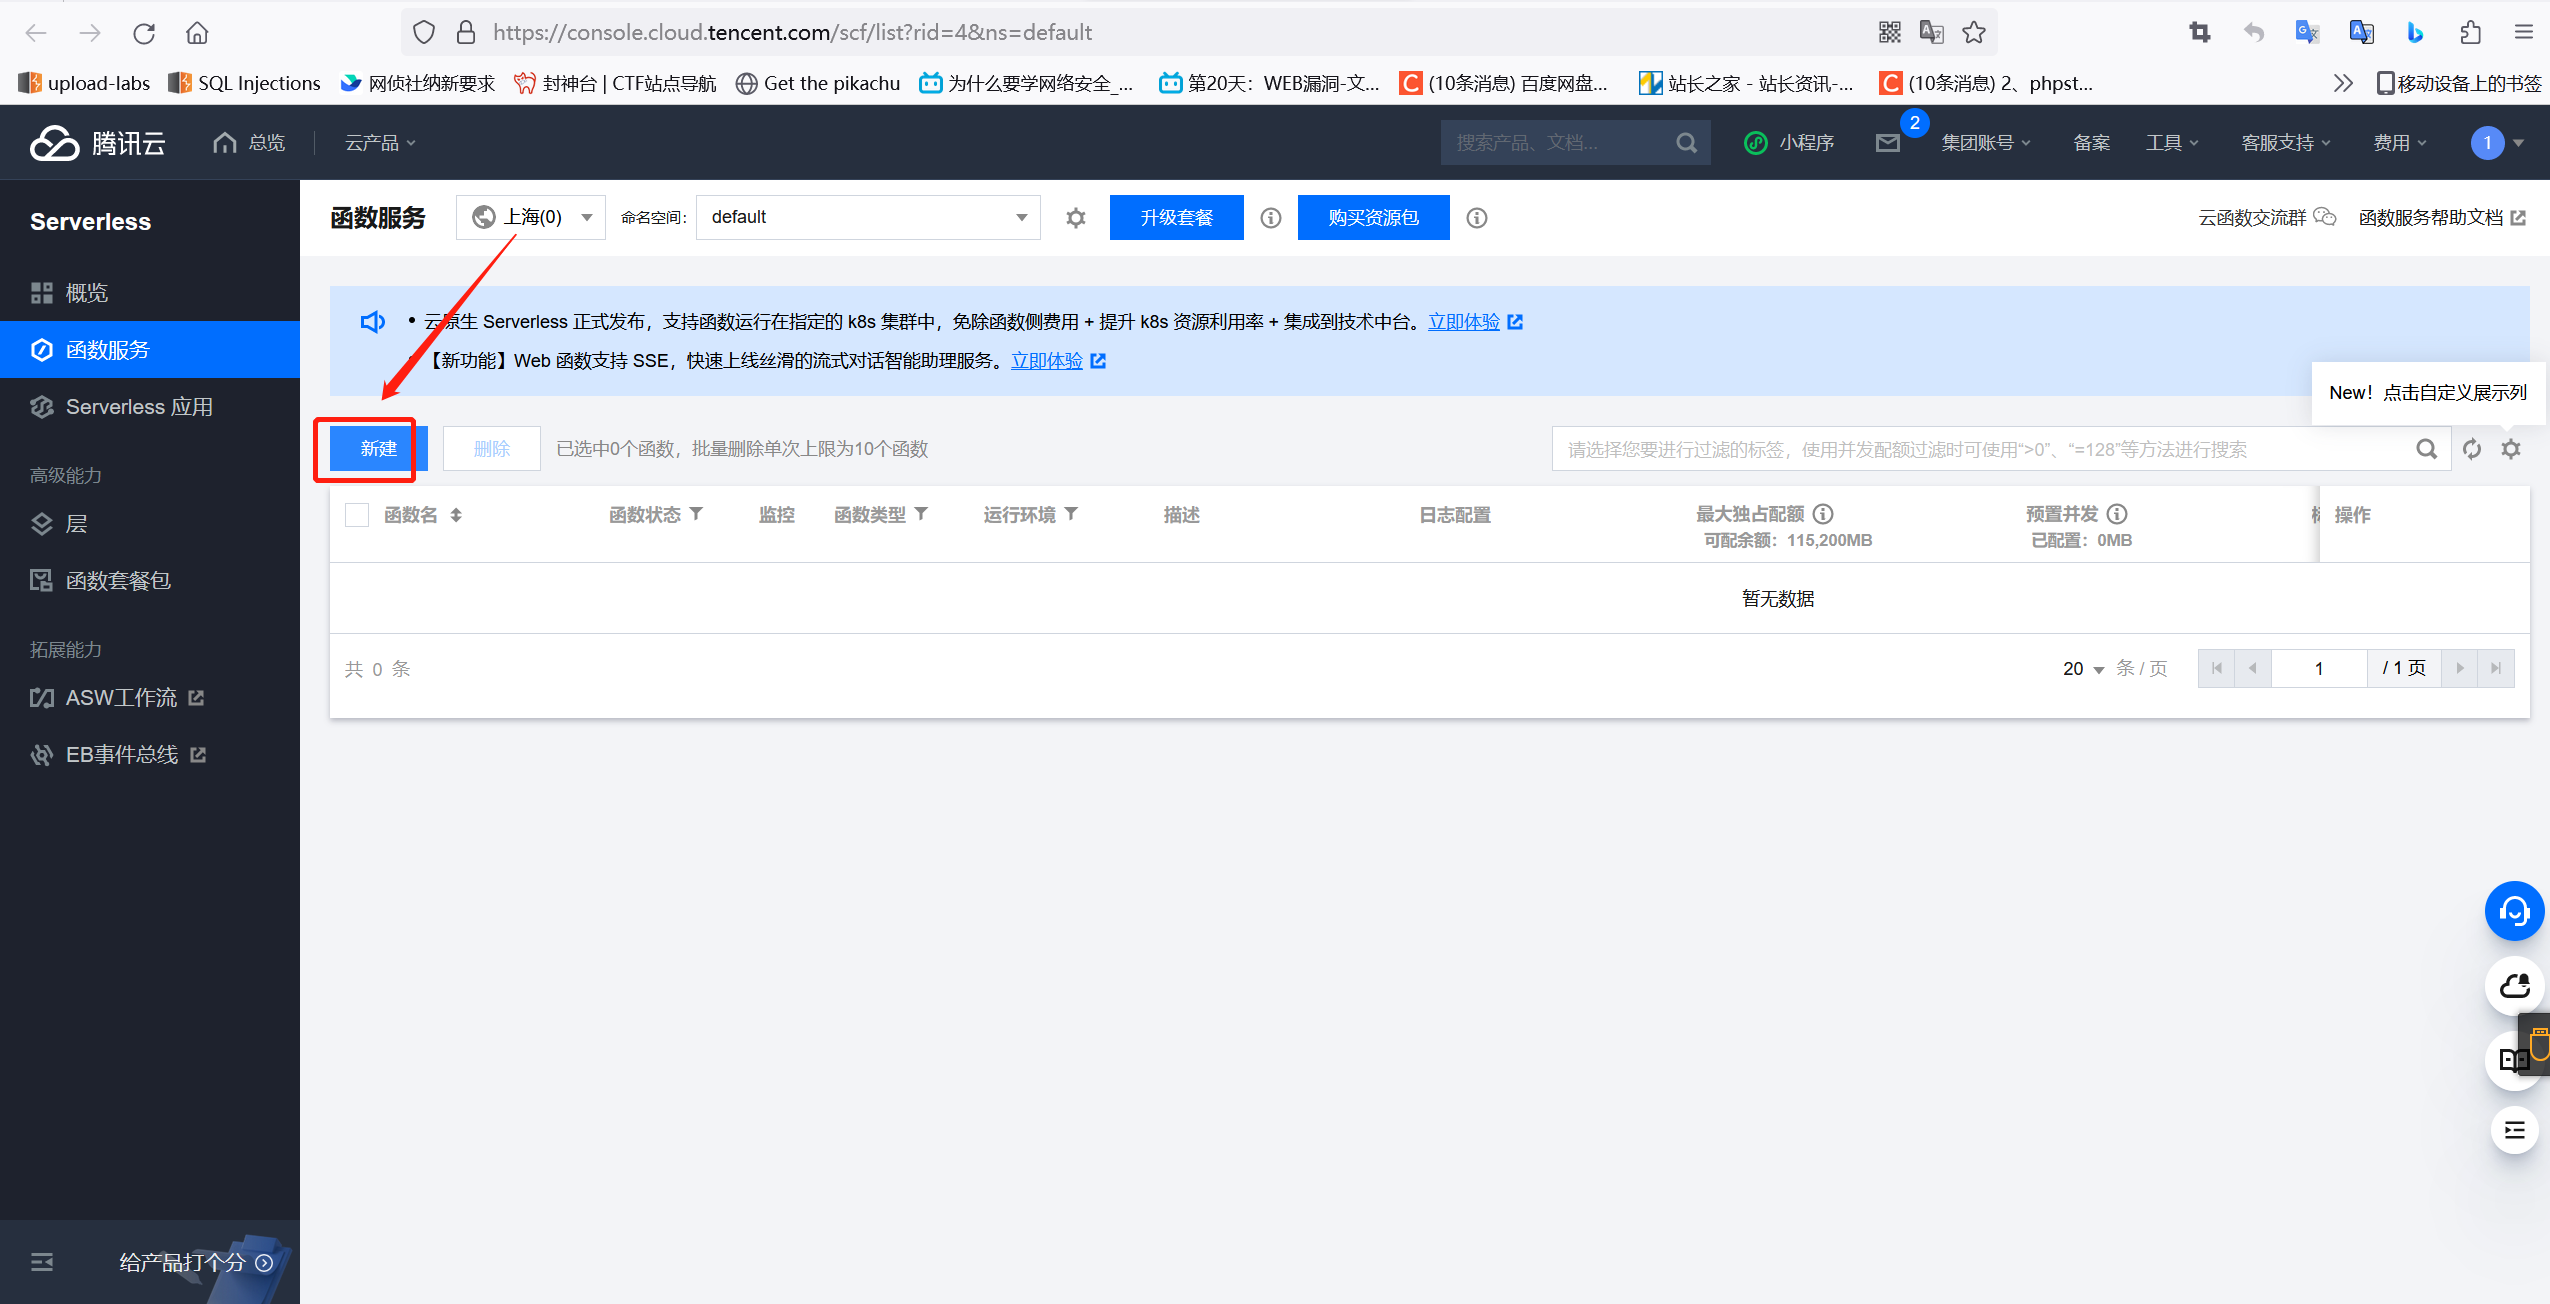 https://console.cloud.tencent.com/scf/list?rid=4&ns=default
upload-labs
SQL Injections
网侦社纳新要求
封神台 | CTF站点导航
Get the pikachu
为什么要学网络安全_...
第20天：WEB漏洞-文...
(10条消息) 百度网盘...
站长之家 - 站长资讯-...
(10条消息) 2、phpst...
移动设备上的书签
腾讯云
总览
云产品
搜索产品、文档...
小程序
2
集团账号
备案
工具
客服支持
费用
1
Serverless
概览
函数服务
Serverless 应用
高级能力
层
函数套餐包
拓展能力
ASW工作流
EB事件总线
给产品打个分
函数服务
上海(0)
命名空间：
default
升级套餐
购买资源包
云函数交流群
函数服务帮助文档
• 云原生 Serverless 正式发布，支持函数运行在指定的 k8s 集群中，免除函数侧费用 + 提升 k8s 资源利用率 + 集成到技术中台。立即体验
【新功能】Web 函数支持 SSE，快速上线丝滑的流式对话智能助理服务。立即体验
New！点击自定义展示列
新建
删除
已选中0个函数，批量删除单次上限为10个函数
请选择您要进行过滤的标签，使用并发配额过滤时可使用“>0”、“=128”等方法进行搜索
函数名
函数状态
监控
函数类型
运行环境
描述
日志配置
最大独占配额
可配余额：115,200MB
预置并发
已配置：0MB
操作
暂无数据
共 0 条
20
条 / 页
1
/ 1 页